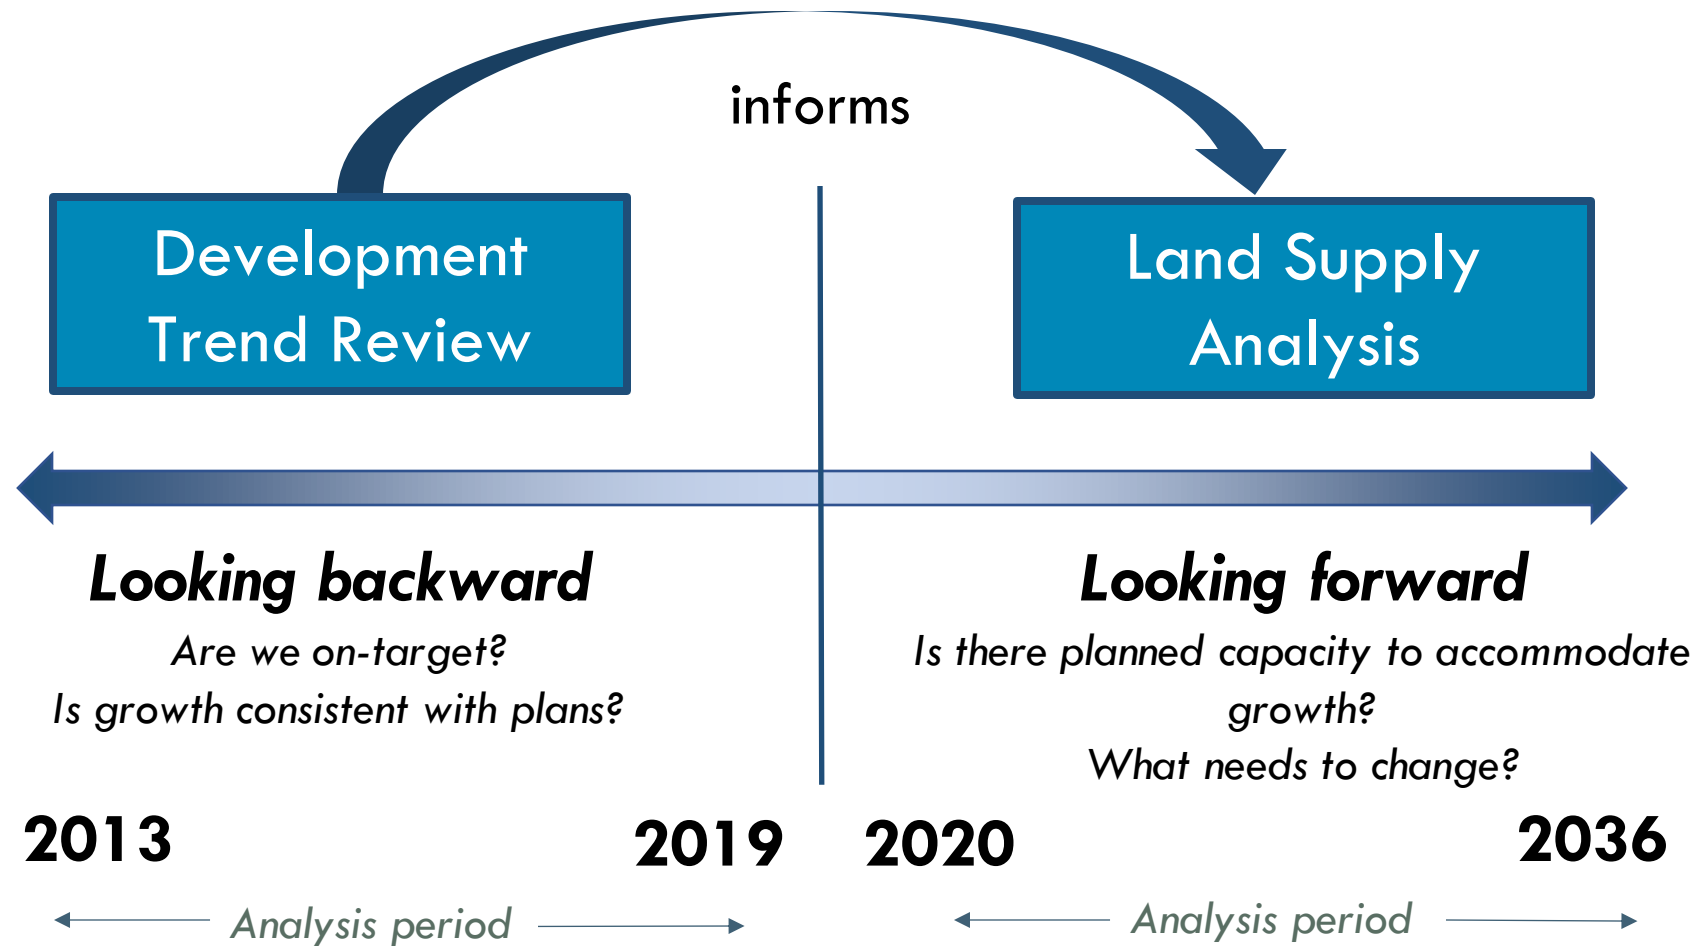 informs
Development
Trend Review
Land Supply
Analysis
Looking backward
Are we on-target?
Is growth consistent with plans?
Looking forward
Is there planned capacity to accommodate
growth?
What needs to change?
2013
2019
2020
2036
Analysis period
Analysis period